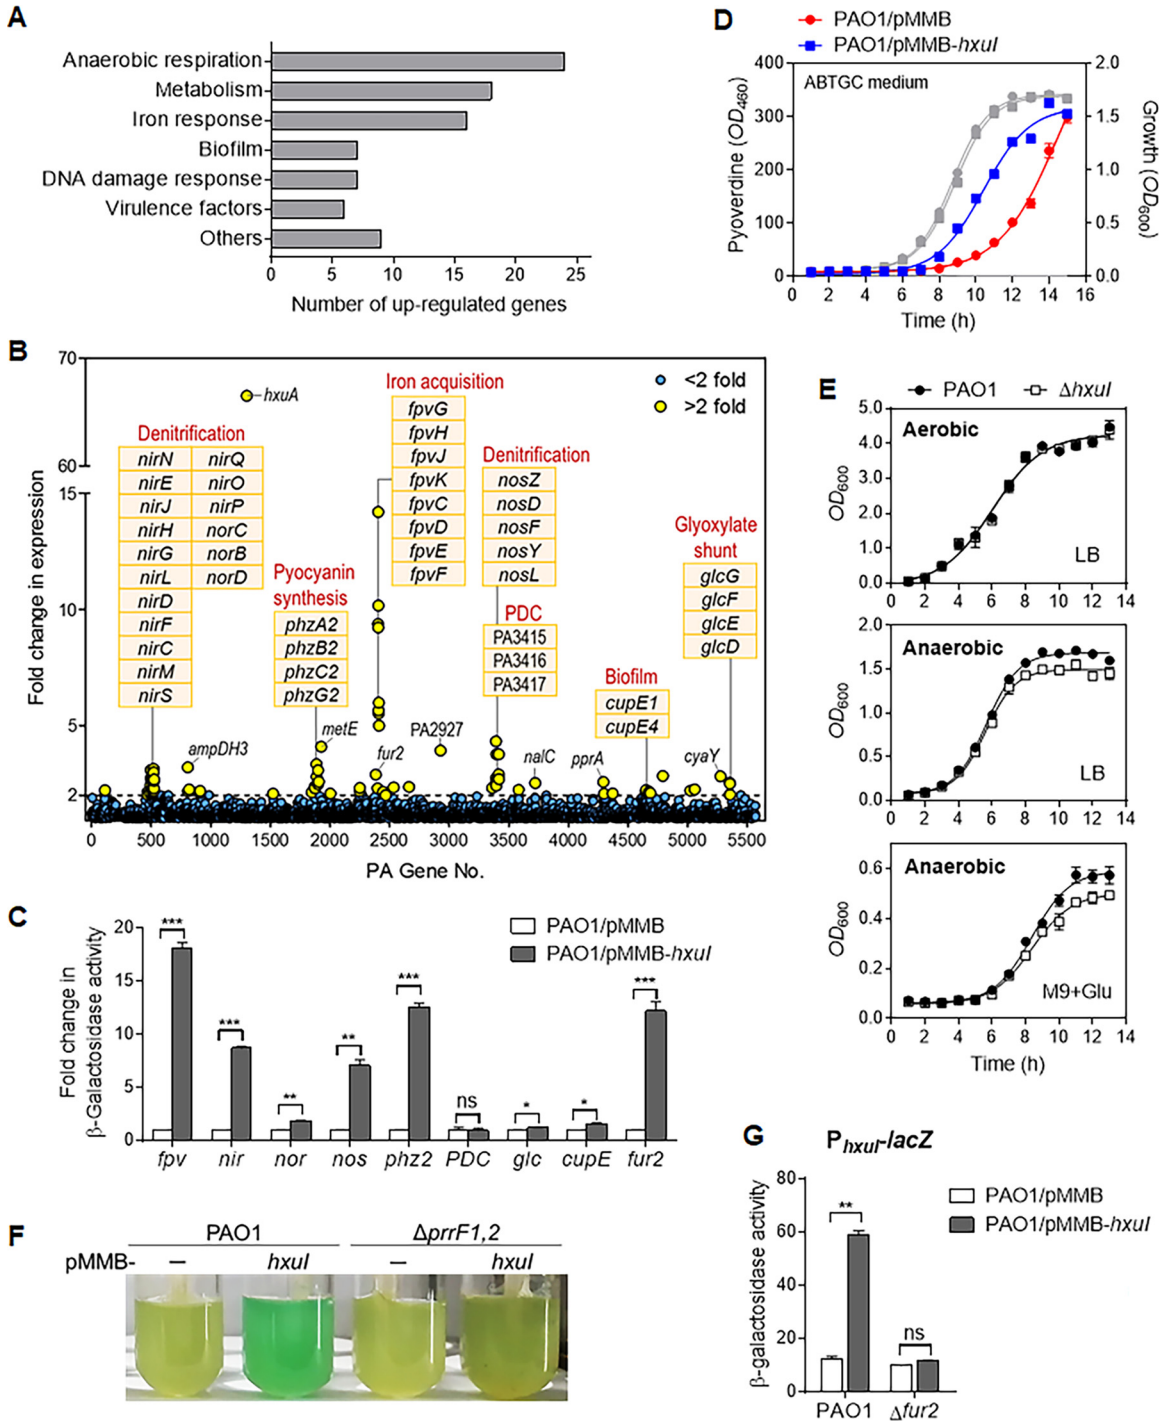 A
Anaerobic respiration
Metabolism
Iron response
Biofilm
DNA damage response
Virulence factors
Others
0 5 10 15 20 25
Number of up-regulated genes
B
Fold change in expression
70
60
15
10
5
2
hxuA
<2 fold
>2 fold
Denitrification
nirN nirQ
nirE nirO
nirJ nirP
nirH norC
nirG norB
nirL norD
nirD
nirF
nirC
nirM
nirS
ampDH3
Pyocyanin
synthesis
phzA2
phzB2
phzC2
phzG2
metE
Iron acquisition
fpvG
fpvH
fpvJ
fpvK
fpvC
fpvD
fpvE
fpvF
fur2
PA2927
Denitrification
nosZ
nosD
nosF
nosY
nosL
PDC
PA3415
PA3416
PA3417
nalC
pprA
Biofilm
cupE1
cupE4
Glyoxylate
shunt
glcG
glcF
glcE
glcD
cyaY
0 500 1000 1500 2000 2500 3000 3500 4000 4500 5000 5500
PA Gene No.
C
Fold change in
β-Galactosidase activity
20
15
10
5
0
PAO1/pMMB
PAO1/pMMB-hxuI
*** *** ** ** *** ns * * ***
fpv nir nor nos phz2 PDC glc cupE fur2
D
PAO1/pMMB
PAO1/pMMB-hxuI
ABTGC medium
Pyoverdine (OD460)
400
300
200
100
0
Growth (OD600)
2.0
1.5
1.0
0.5
0.0
0 2 4 6 8 10 12 14 16
Time (h)
E
PAO1 ΔhxuI
Aerobic
OD600
5.0
4.0
3.0
2.0
1.0
0.0
LB
0 2 4 6 8 10 12 14
Anaerobic
OD600
2.0
1.5
1.0
0.5
0.0
LB
0 2 4 6 8 10 12 14
Anaerobic
OD600
0.6
0.4
0.2
0.0
M9+Glu
0 2 4 6 8 10 12 14
Time (h)
F
PAO1 ΔprrF1,2
pMMB- – hxuI – hxuI
G
PhxuI-lacZ
β-galactosidase activity
80
60
40
20
0
PAO1/pMMB
PAO1/pMMB-hxuI
** ns
PAO1 Δfur2